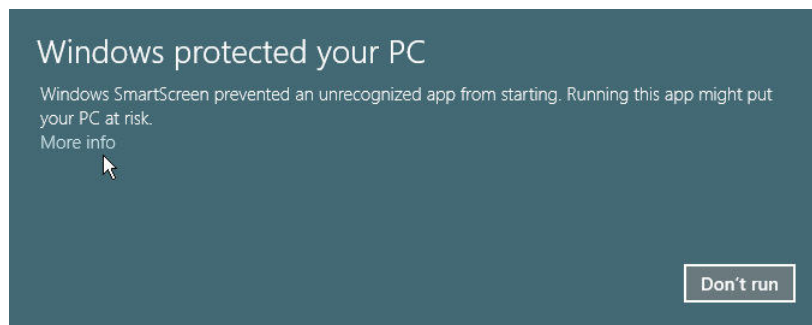 Windows protected your PC
Windows SmartScreen prevented an unrecognized app from starting. Running this app might put
your PC at risk.
More info
Don't run